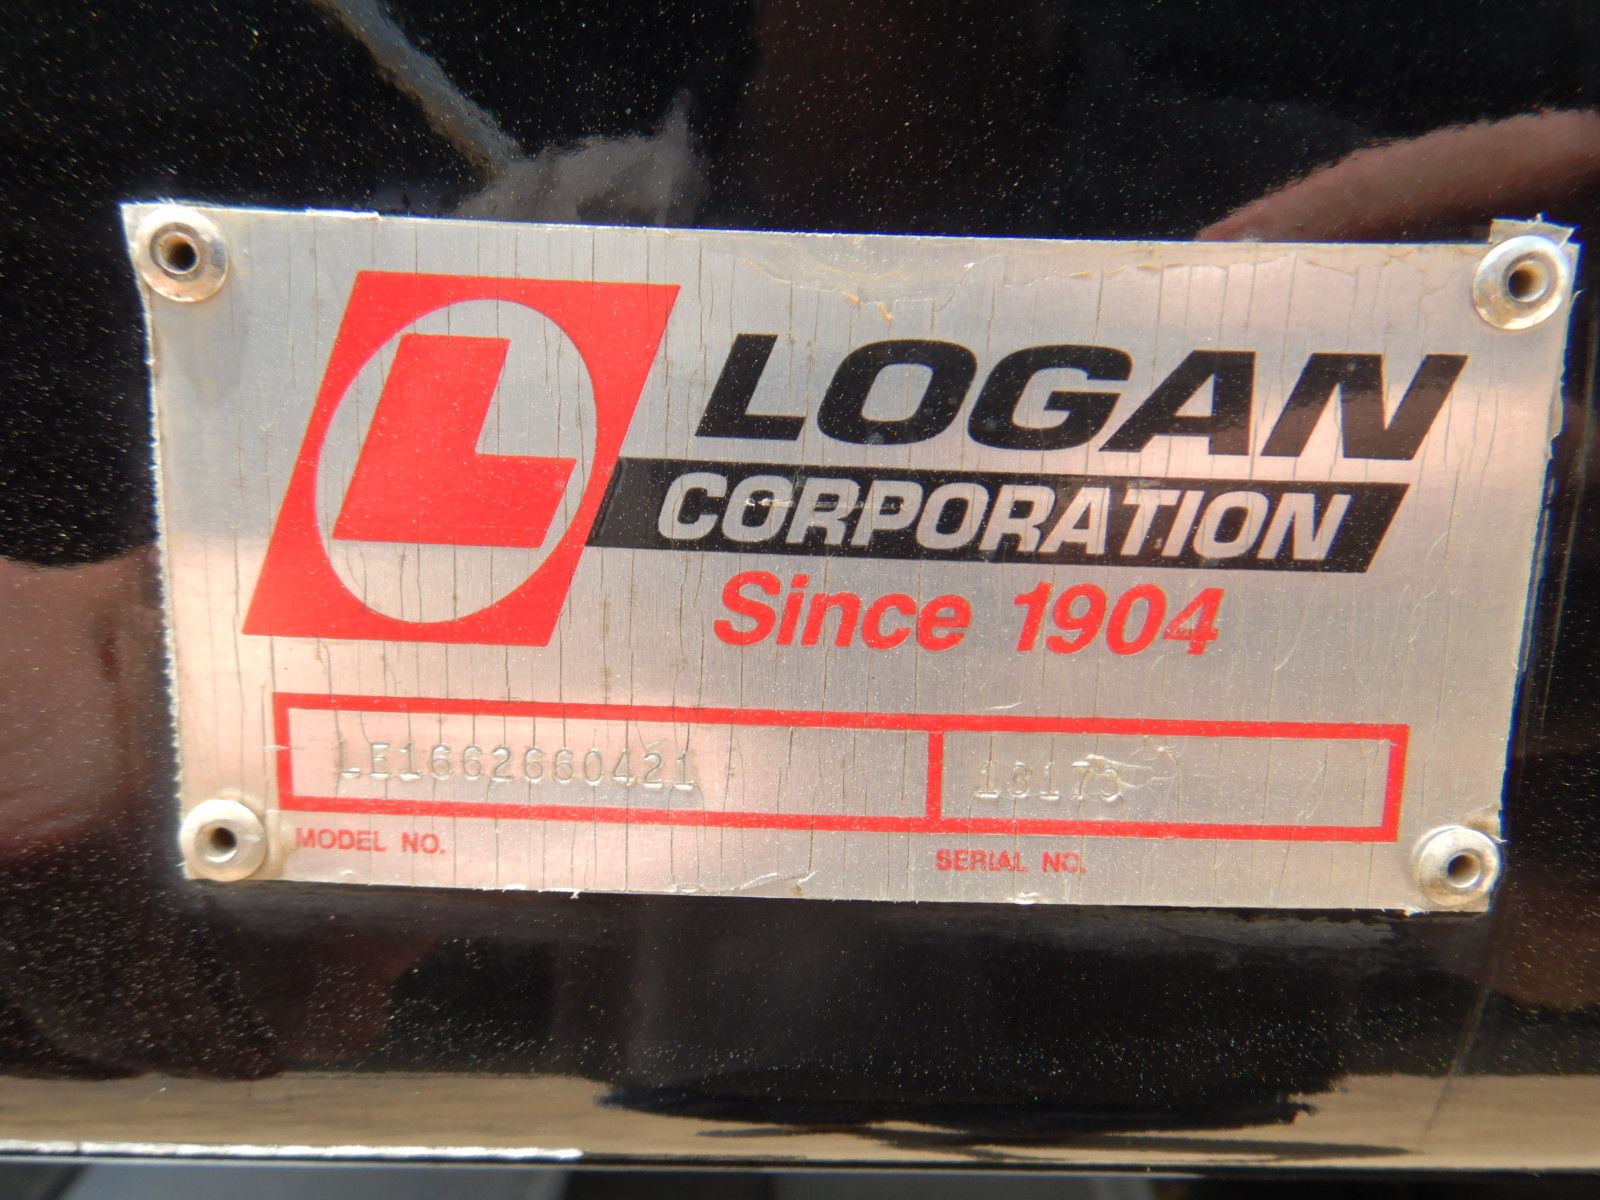 L
LOGAN
CORPORATION
Since 1904
LE1662660421
MODEL NO.
SERIAL NO.